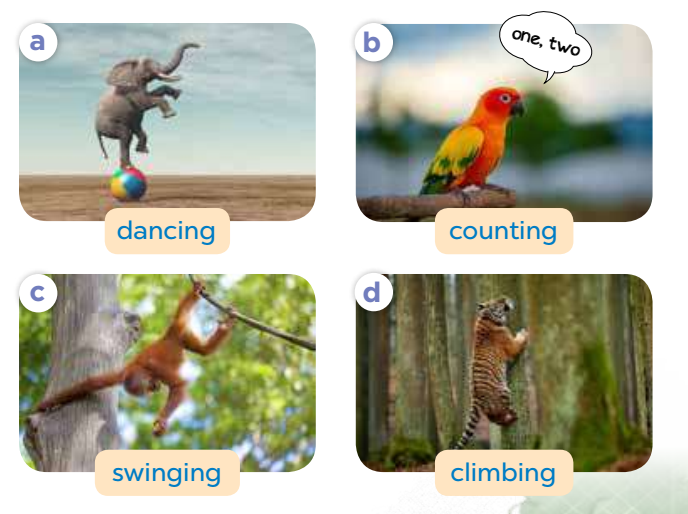 a
dancing
b
one, two
counting
c
swinging
d
climbing